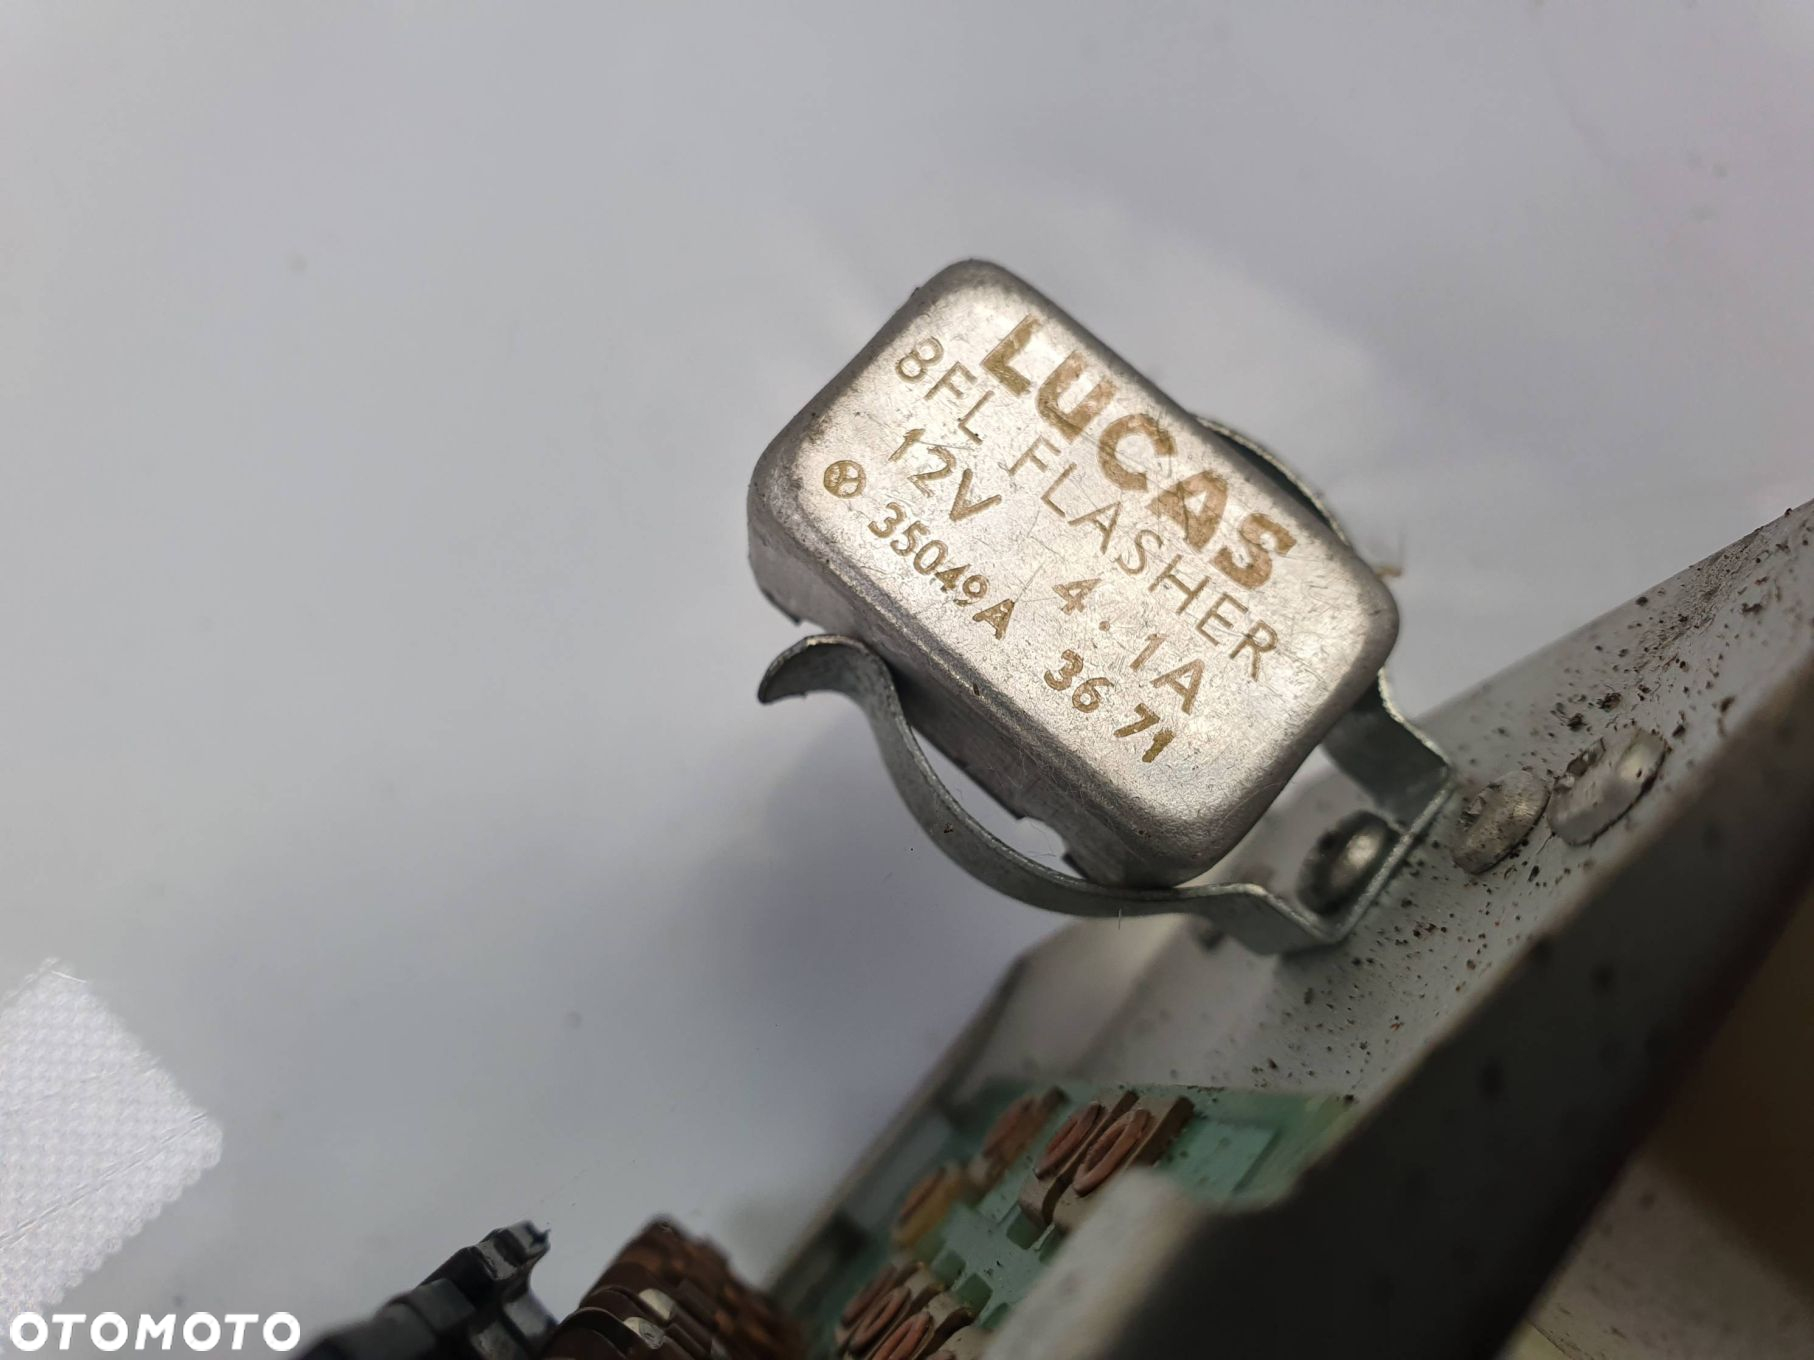 LUCAS
8FL FLASHER
12V 4.1A
35049A 36 71
OTOMOTO